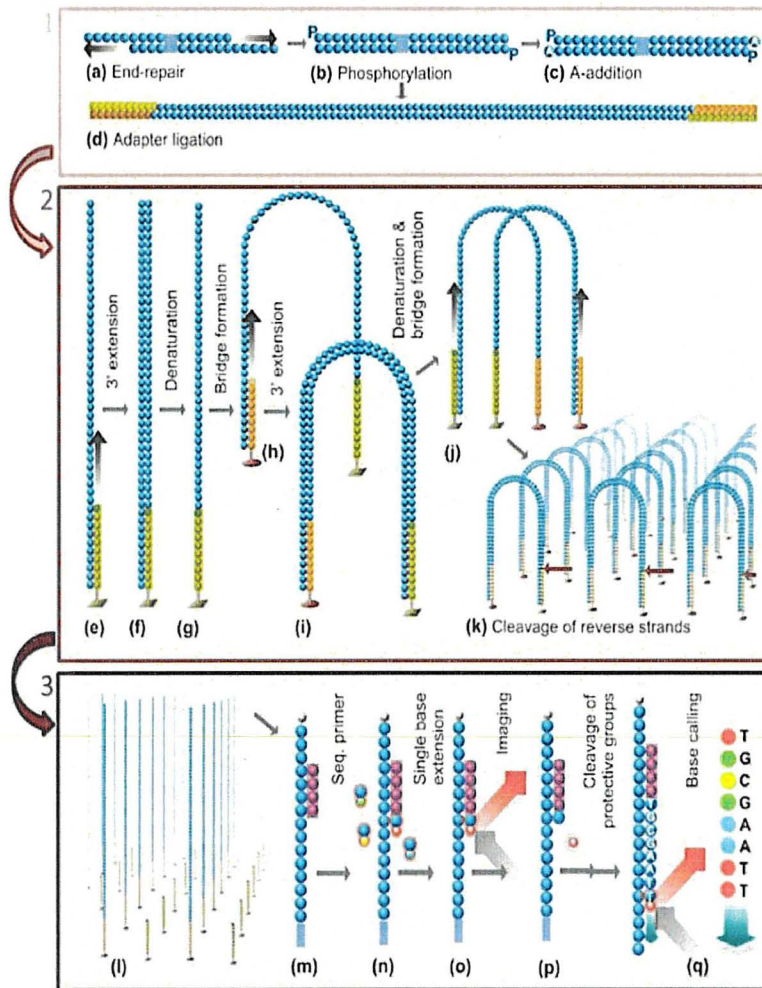 1
P
P
P
A
A
P
(a) End-repair
(b) Phosphorylation
(c) A-addition
(d) Adapter ligation
2
3' extension
Denaturation
Bridge formation
3' extension
Denaturation &
bridge formation
(h)
(j)
(e)
(f)
(g)
(i)
(k) Cleavage of reverse strands
3
Seq. primer
Single base
extension
Imaging
Cleavage of
protective groups
Base calling
T
G
C
G
A
A
T
T
(l)
(m)
(n)
(o)
(p)
(q)